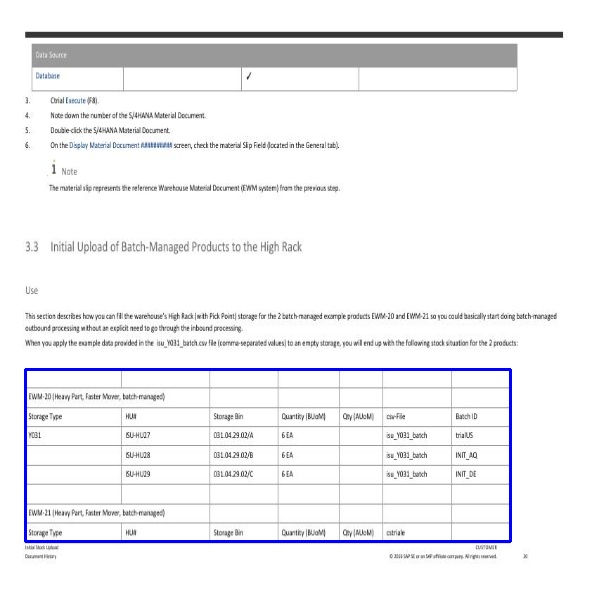 Data Source
Database ✓
3. Ctrial Execute (F8).
4. Note down the number of the S/4HANA Material Document.
5. Double-click the S/4HANA Material Document.
6. On the Display Material Document ########## screen, check the material Slip Field (located in the General tab).
i Note
The material slip represents the reference Warehouse Material Document (EWM system) from the previous step.
3.3 Initial Upload of Batch-Managed Products to the High Rack
Use
This section describes how you can fill the warehouse's High Rack (with Pick Point) storage for the 2 batch-managed example products EWM-20 and EWM-21 so you could basically start doing batch-managed
outbound processing without an explicit need to go through the inbound processing.
When you apply the example data provided in the isu_Y031_batch.csv file (comma-separated values) to an empty storage, you will end up with the following stock situation for the 2 products:
EWM-20 (Heavy Part, Faster Mover, batch-managed)
Storage Type HU# Storage Bin Quantity (BUoM) Qty (AUoM) csv-File Batch ID
Y031 ISU-HU27 031.04.29.02/A 6 EA isu_Y031_batch trialUS
ISU-HU28 031.04.29.02/B 6 EA isu_Y031_batch INIT_AQ
ISU-HU29 031.04.29.02/C 6 EA isu_Y031_batch INIT_DE
EWM-21 (Heavy Part, Faster Mover, batch-managed)
Storage Type HU# Storage Bin Quantity (BUoM) Qty (AUoM) cstriale
Initial Stock Upload CUSTOMER
Document History © 2016 SAP SE or an SAP affiliate company. All rights reserved. 20